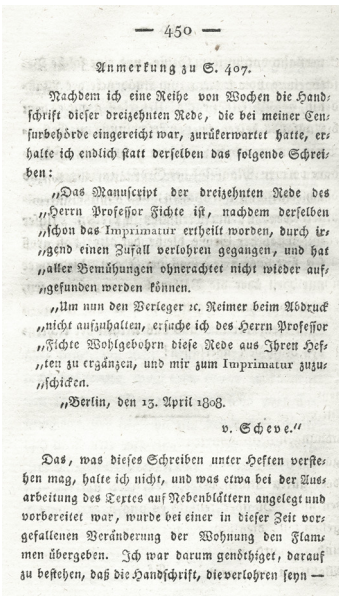 — 450 —
Anmerkung zu S. 407.
Nachdem ich eine Reihe von Wochen die Hand-
schrift dieser dreizehnten Rede, die bei meiner Cen-
surbehörde eingereicht war, zurükerwartet hatte, er-
halte ich endlich statt derselben das folgende Schrei-
ben:
„Das Manuscript der dreizehnten Rede des
„Herrn Professor Fichte ist, nachdem derselben
„schon das Imprimatur ertheilt worden, durch ir-
„gend einen Zufall verlohren gegangen, und hat
„aller Bemühungen ohnerachtet nicht wieder auf-
„gefunden werden können.
„Um nun den Verleger ꝛc. Reimer beim Abdruck
„nicht aufzuhalten, ersuche ich des Herrn Professor
„Fichte Wohlgebohrn diese Rede aus Ihren Hef-
„ten zu ergänzen, und mir zum Imprimatur zuzu-
„schicken.
„Berlin, den 13. April 1808.
v. Scheve.“
Das, was dieses Schreiben unter Heften verste-
hen mag, halte ich nicht, und was etwa bei der Aus-
arbeitung des Textes auf Nebenblättern angelegt und
vorbereitet war, wurde bei einer in dieser Zeit vor-
gefallenen Veränderung der Wohnung den Flam-
men übergeben. Ich war darum genöthiget, darauf
zu bestehen, daß die Handschrift, die verlohren seyn —